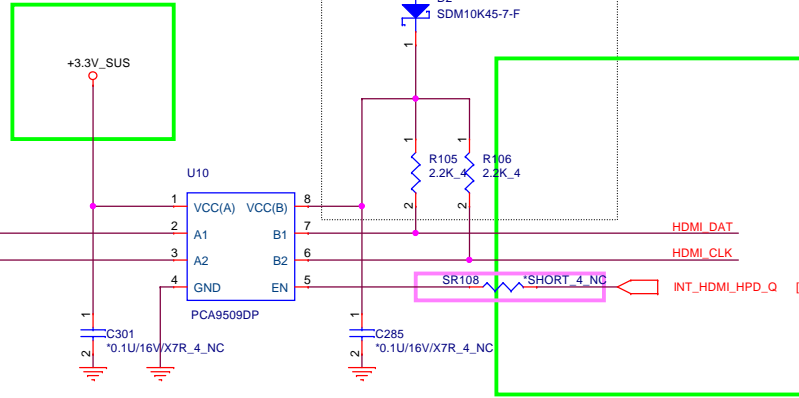 D2
SDM10K45-7-F
1
+3.3V_SUS
1
1
R105
2.2K_4
R106
2.2K_4
2
2
U10
1
VCC(A)
VCC(B)
8
2
A1
B1
7
HDMI_DAT
3
A2
B2
6
HDMI_CLK
4
GND
EN
5
SR108
*SHORT_4_NC
INT_HDMI_HPD_Q
[
PCA9509DP
1
C301
2
*0.1U/16V/X7R_4_NC
1
C285
2
*0.1U/16V/X7R_4_NC